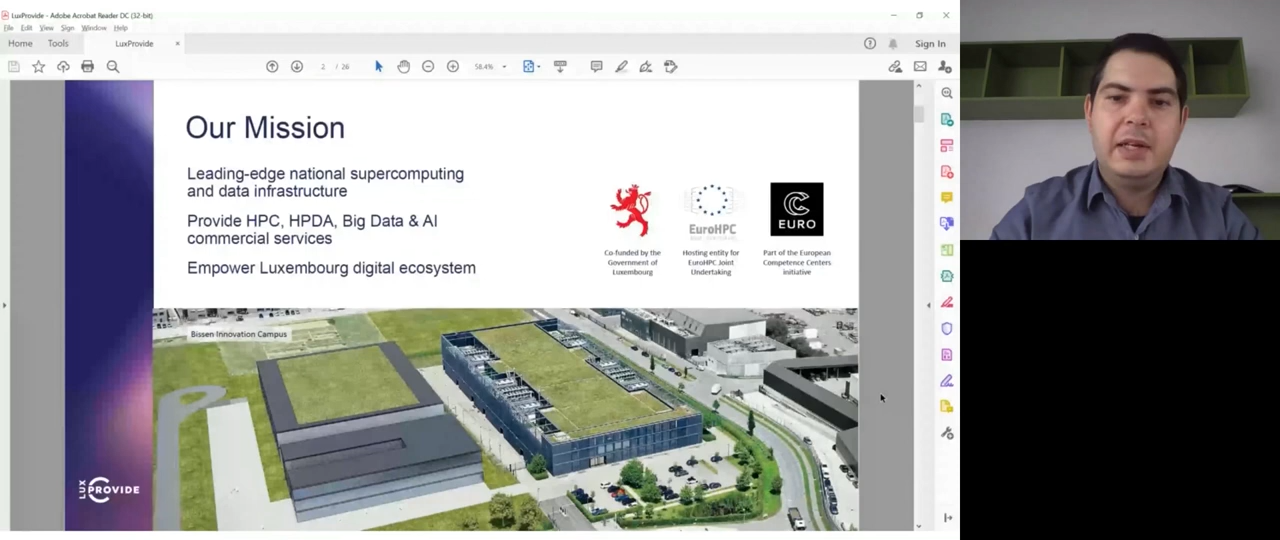 LuxProvide - Adobe Acrobat Reader DC (32-bit)
File Edit View Sign Window Help
Home Tools LuxProvide
Sign In
2 / 26
58.4%
Our Mission
Leading-edge national supercomputing
and data infrastructure
Provide HPC, HPDA, Big Data & AI
commercial services
Empower Luxembourg digital ecosystem
EuroHPC
EURO
Co-funded by the
Government of
Luxembourg
Hosting entity for
EuroHPC Joint
Undertaking
Part of the European
Competence Centers
initiative
Bissen Innovation Campus
LUX
PROVIDE